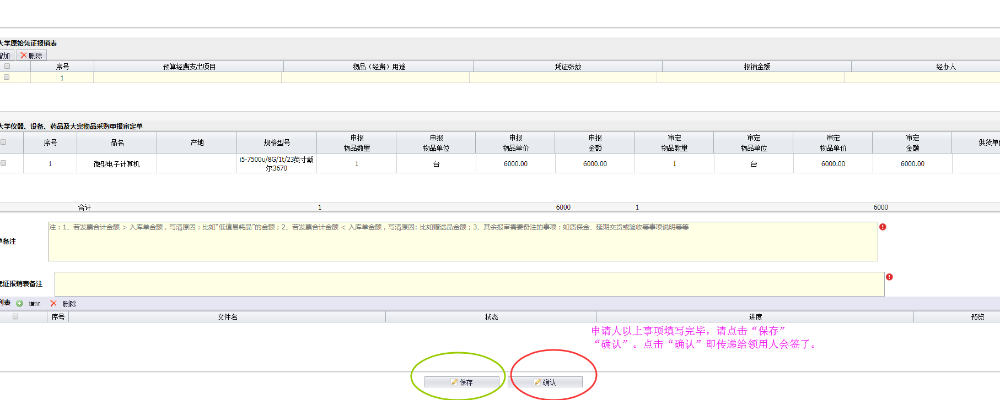 大学原始凭证报销表
增加 删除
序号 预算经费支出项目 物品（经费）用途 凭证张数 报销金额 经办人
1
大学仪器、设备、药品及大宗物品采购申报审定单
序号 品名 产地 规格型号 申报 物品数量 申报 物品单位 申报 物品单价 申报 金额 审定 物品数量 审定 物品单位 审定 物品单价 审定 金额 供货单
1 微型电子计算机 i5-7500u/8G/1t/23英寸戴 1 台 6000.00 6000.00 1 台 6000.00 6000.00
尔3670
合计 1 6000 1 6000
注：1、若发票合计金额 > 入库单金额，写清原因：比如“低值易耗品”的金额；2、若发票合计金额 < 入库单金额，写清原因: 比如赠送品金额；3、其余报审需要备注的事项：如质保金、延期交货或验收等事项说明等等
单备注
凭证报销表备注
列表 增加 删除
序号 文件名 状态 进度 预览
申请人以上事项填写完毕，请点击“保存”
“确认”。点击“确认”即传递给领用人会签了。
保存 确认